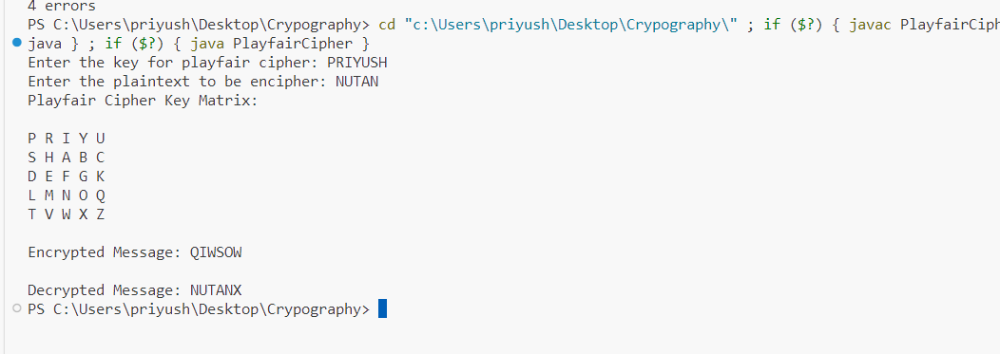 4 errors
PS C:\Users\priyush\Desktop\Crypography> cd "c:\Users\priyush\Desktop\Crypography\" ; if ($?) { javac PlayfairCiph
java } ; if ($?) { java PlayfairCipher }
Enter the key for playfair cipher: PRIYUSH
Enter the plaintext to be encipher: NUTAN
Playfair Cipher Key Matrix:
P R I Y U
S H A B C
D E F G K
L M N O Q
T V W X Z
Encrypted Message: QIWSOW
Decrypted Message: NUTANX
PS C:\Users\priyush\Desktop\Crypography>